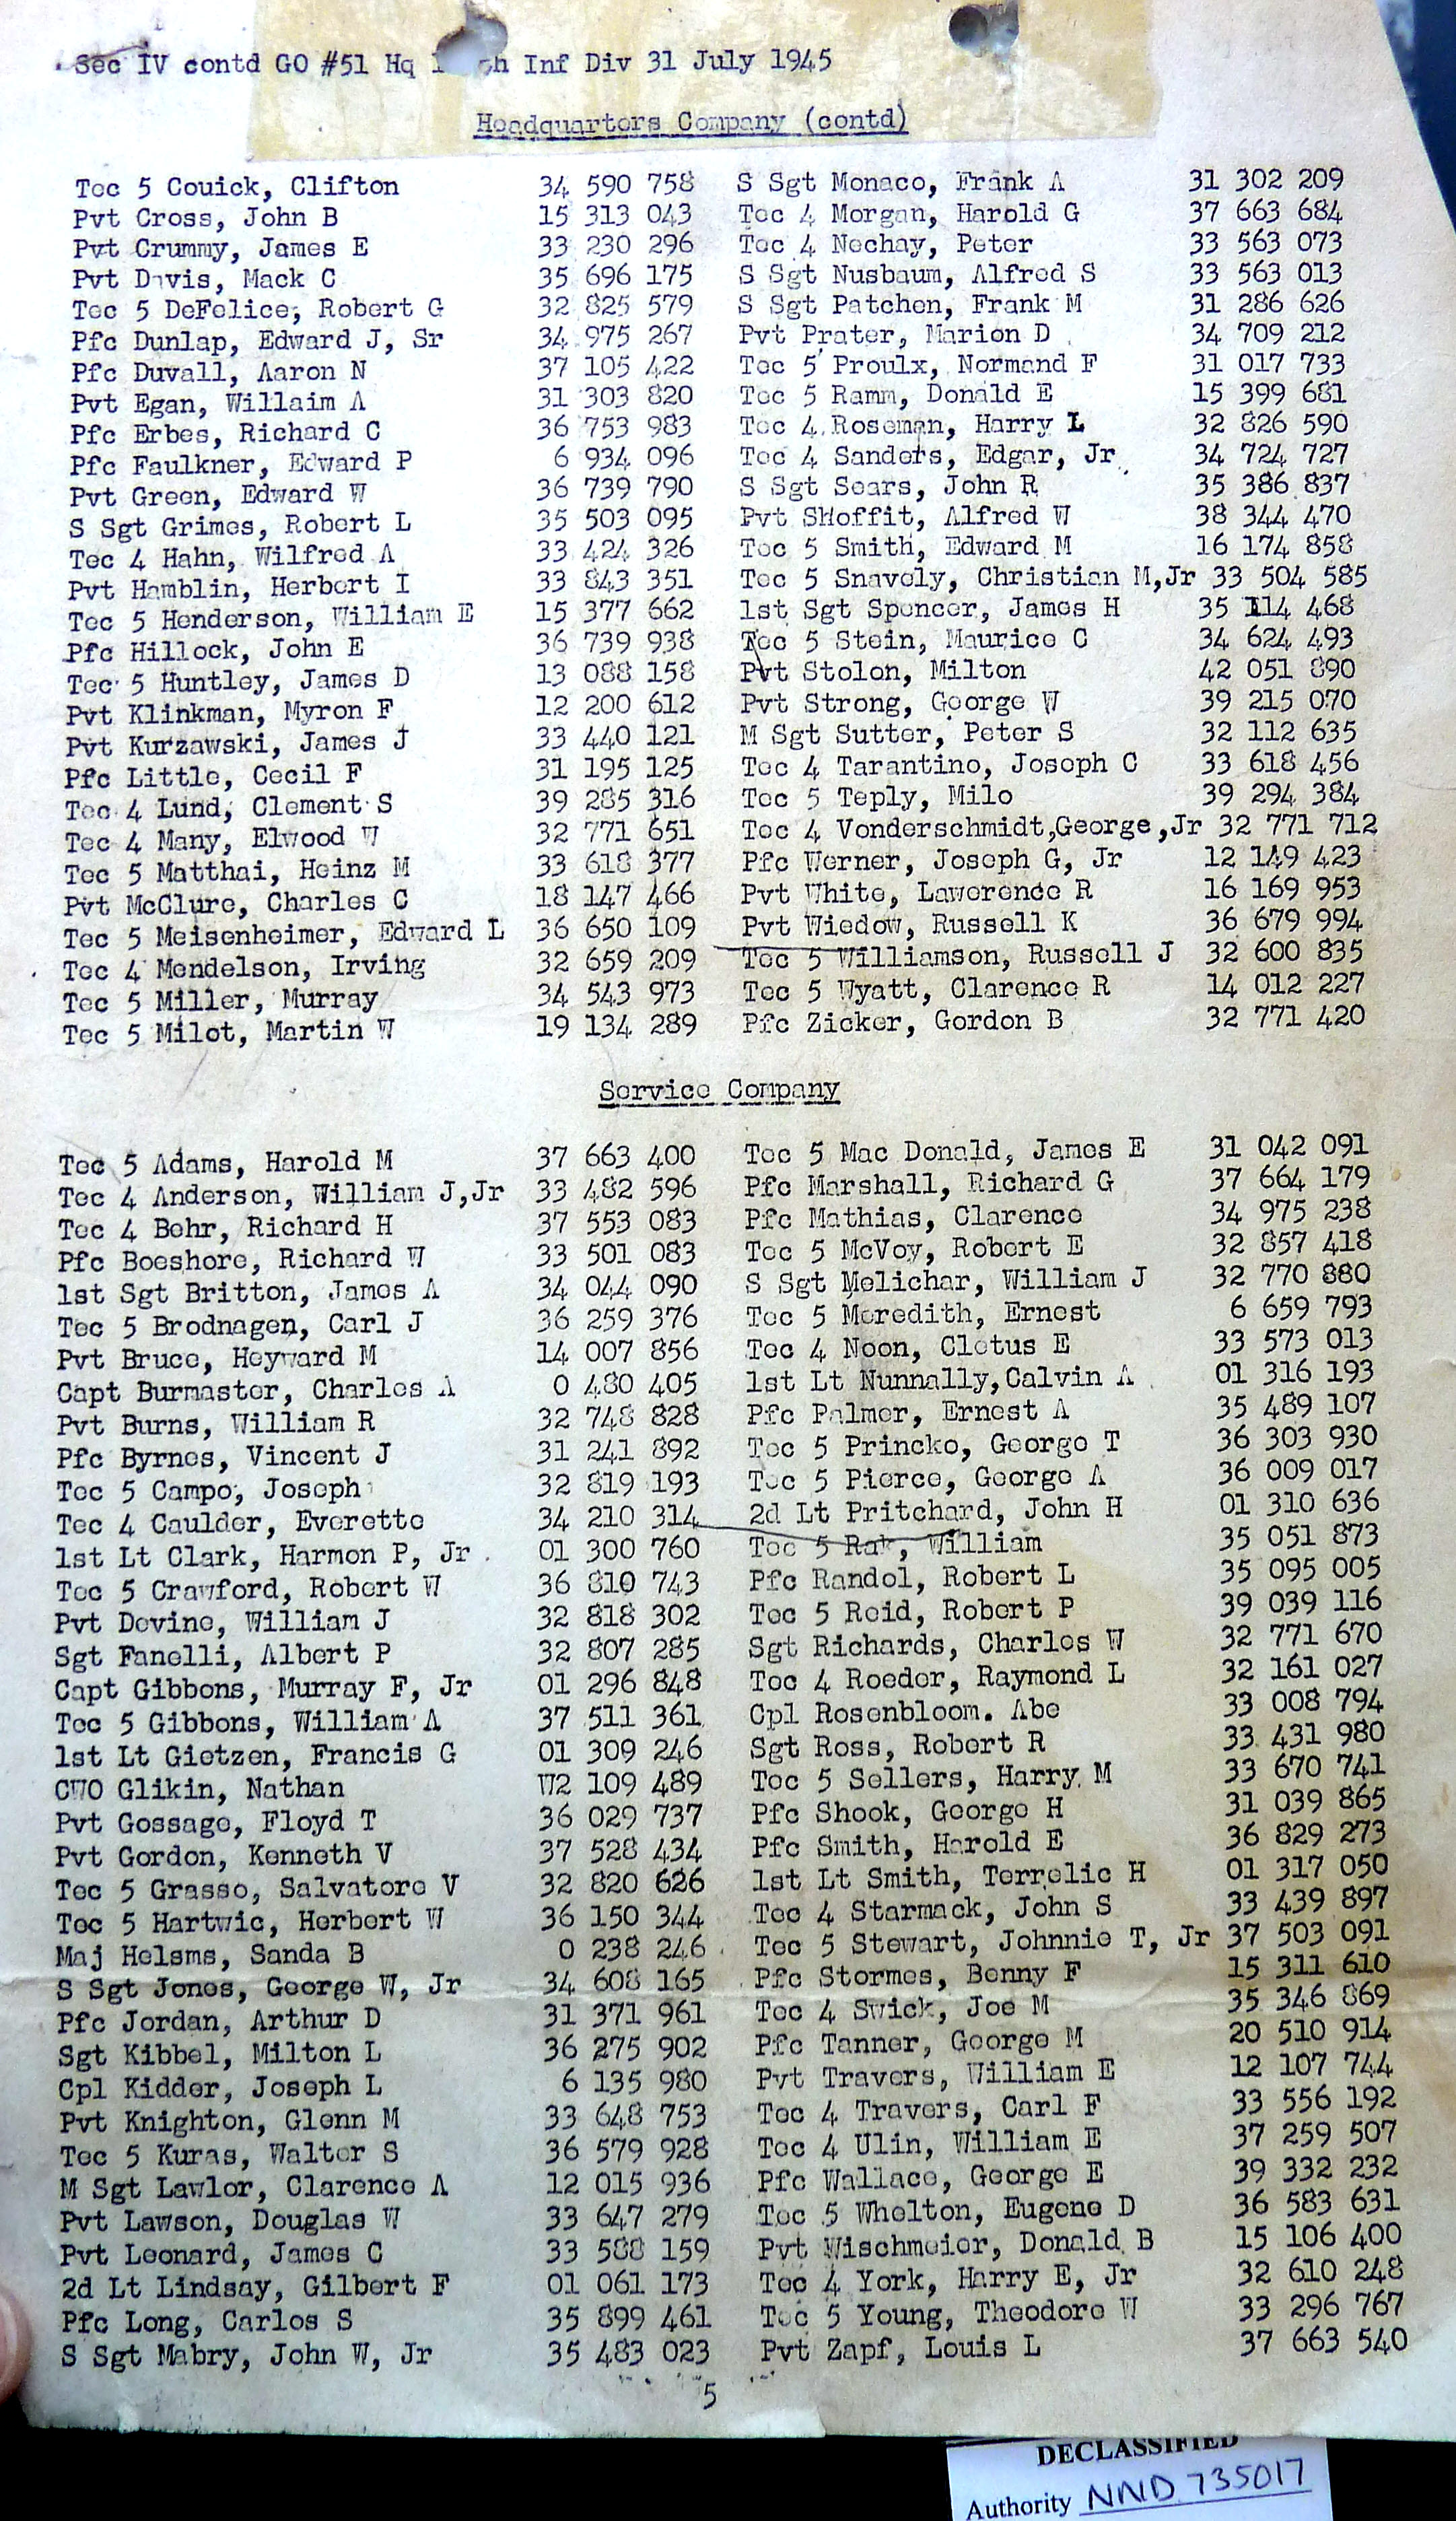 Sec IV contd GO #51 Hq Inf Div 31 July 1945
Headquarters Company (contd)
Tec 5 Couick, Clifton 34 590 758 S Sgt Monaco, Frank A 31 302 209
Pvt Cross, John B 15 313 043 Tec 4 Morgan, Harold G 37 663 684
Pvt Crummy, James E 33 230 296 Tec 4 Nechay, Peter 33 563 073
Pvt Davis, Mack C 35 696 175 S Sgt Nusbaum, Alfred S 33 563 013
Tec 5 DeFelice, Robert G 32 825 579 S Sgt Patchen, Frank M 31 286 626
Pfc Dunlap, Edward J, Sr 34 975 267 Pvt Prater, Marion D 34 709 212
Pfc Duvall, Aaron N 37 105 422 Tec 5 Proulx, Normand F 31 017 733
Pvt Egan, Willaim A 31 303 820 Tec 5 Ramm, Donald E 15 399 681
Pfc Erbes, Richard C 36 753 983 Tec 4 Roseman, Harry L 32 826 590
Pfc Faulkner, Edward P 6 934 096 Tec 4 Sanders, Edgar, Jr 34 724 727
Pvt Green, Edward W 36 739 790 S Sgt Sears, John R 35 386 837
S Sgt Grimes, Robert L 35 503 095 Pvt SHoffit, Alfred W 38 344 470
Tec 4 Hahn, Wilfred A 33 424 326 Tec 5 Smith, Edward M 16 174 858
Pvt Hamblin, Herbert I 33 843 351 Tec 5 Snavely, Christian M,Jr 33 504 585
Tec 5 Henderson, William E 15 377 662 1st Sgt Spencer, James H 35 114 468
Pfc Hillock, John E 36 739 938 Tec 5 Stein, Maurice C 34 624 493
Tec 5 Huntley, James D 13 088 158 Pvt Stolon, Milton 42 051 890
Pvt Klinkman, Myron F 12 200 612 Pvt Strong, George W 39 215 070
Pvt Kurzawski, James J 33 440 121 M Sgt Sutter, Peter S 32 112 635
Pfc Little, Cecil F 31 195 125 Tec 4 Tarantino, Joseph C 33 618 456
Tec 4 Lund, Clement S 39 285 316 Tec 5 Teply, Milo 39 294 384
Tec 4 Many, Elwood W 32 771 651 Tec 4 Vonderschmidt,George,Jr 32 771 712
Tec 5 Matthai, Heinz M 33 618 377 Pfc Werner, Joseph G, Jr 12 149 423
Pvt McClure, Charles C 18 147 466 Pvt White, Lawerence R 16 169 953
Tec 5 Meisenheimer, Edward L 36 650 109 Pvt Wiedow, Russell K 36 679 994
Tec 4 Mendelson, Irving 32 659 209 Tec 5 Williamson, Russell J 32 600 835
Tec 5 Miller, Murray 34 543 973 Tec 5 Wyatt, Clarence R 14 012 227
Tec 5 Milot, Martin W 19 134 289 Pfc Zicker, Gordon B 32 771 420
Service Company
Tec 5 Adams, Harold M 37 663 400 Tec 5 Mac Donald, James E 31 042 091
Tec 4 Anderson, William J,Jr 33 482 596 Pfc Marshall, Richard G 37 664 179
Tec 4 Behr, Richard H 37 553 083 Pfc Mathias, Clarence 34 975 238
Pfc Boeshore, Richard W 33 501 083 Tec 5 McVoy, Robert E 32 857 418
1st Sgt Britton, James A 34 044 090 S Sgt Melichar, William J 32 770 880
Tec 5 Brodnagen, Carl J 36 259 376 Tec 5 Meredith, Ernest 6 659 793
Pvt Bruce, Heyward M 14 007 856 Tec 4 Noon, Cletus E 33 573 013
Capt Burmaster, Charles A 0 480 405 1st Lt Nunnally,Calvin A 01 316 193
Pvt Burns, William R 32 748 828 Pfc Palmer, Ernest A 35 489 107
Pfc Byrnes, Vincent J 31 241 892 Tec 5 Princko, George T 36 303 930
Tec 5 Campo, Joseph 32 819 193 Tec 5 Pierce, George A 36 009 017
Tec 4 Caulder, Everette 34 210 314 2d Lt Pritchard, John H 01 310 636
1st Lt Clark, Harmon P, Jr 01 300 760 Tec 5 Rak, William 35 051 873
Tec 5 Crawford, Robert W 36 810 743 Pfc Randol, Robert L 35 095 005
Pvt Devine, William J 32 818 302 Tec 5 Reid, Robert P 39 039 116
Sgt Fanelli, Albert P 32 807 285 Sgt Richards, Charles W 32 771 670
Capt Gibbons, Murray F, Jr 01 296 848 Tec 4 Roeder, Raymond L 32 161 027
Tec 5 Gibbons, William A 37 511 361 Cpl Rosenbloom. Abe 33 008 794
1st Lt Gietzen, Francis G 01 309 246 Sgt Ross, Robert R 33 431 980
CWO Glikin, Nathan W2 109 489 Tec 5 Sellers, Harry M 33 670 741
Pvt Gossage, Floyd T 36 029 737 Pfc Shook, George H 31 039 865
Pvt Gordon, Kenneth V 37 528 434 Pfc Smith, Harold E 36 829 273
Tec 5 Grasso, Salvatore V 32 820 626 1st Lt Smith, Terrelic H 01 317 050
Tec 5 Hartwic, Herbert W 36 150 344 Tec 4 Starmack, John S 33 439 897
Maj Helsms, Sanda B 0 238 246 Tec 5 Stewart, Johnnie T, Jr 37 503 091
S Sgt Jones, George W, Jr 34 608 165 Pfc Stormes, Benny F 15 311 610
Pfc Jordan, Arthur D 31 371 961 Tec 4 Swick, Joe M 35 346 869
Sgt Kibbel, Milton L 36 275 902 Pfc Tanner, George M 20 510 914
Cpl Kidder, Joseph L 6 135 980 Pvt Travers, William E 12 107 744
Pvt Knighton, Glenn M 33 648 753 Tec 4 Travers, Carl F 33 556 192
Tec 5 Kuras, Walter S 36 579 928 Tec 4 Ulin, William E 37 259 507
M Sgt Lawlor, Clarence A 12 015 936 Pfc Wallace, George E 39 332 232
Pvt Lawson, Douglas W 33 647 279 Tec 5 Whelton, Eugene D 36 583 631
Pvt Leonard, James C 33 588 159 Pvt Wischmeier, Donald B 15 106 400
2d Lt Lindsay, Gilbert F 01 061 173 Tec 4 York, Harry E, Jr 32 610 248
Pfc Long, Carlos S 35 899 461 Tec 5 Young, Theodore W 33 296 767
S Sgt Mabry, John W, Jr 35 483 023 Pvt Zapf, Louis L 37 663 540
5
DECLASSIFIED
Authority NND 735017